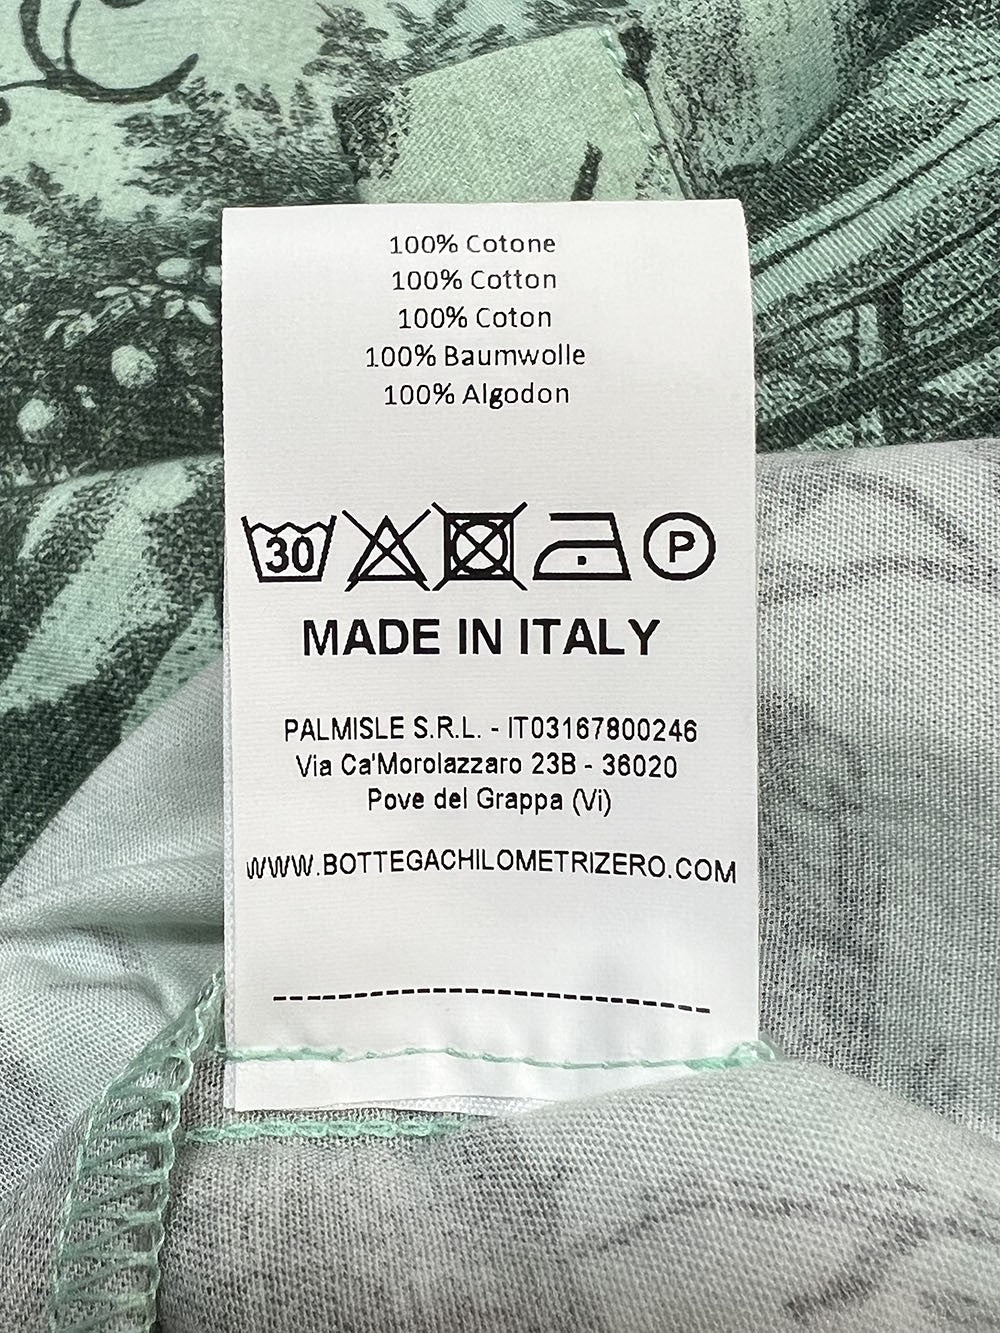 100% Cotone
100% Cotton
100% Coton
100% Baumwolle
100% Algodon
30 P
MADE IN ITALY
PALMISLE S.R.L. - IT03167800246
Via Ca'Morolazzaro 23B - 36020
Pove del Grappa (Vi)
WWW.BOTTEGACHILOMETRIZERO.COM